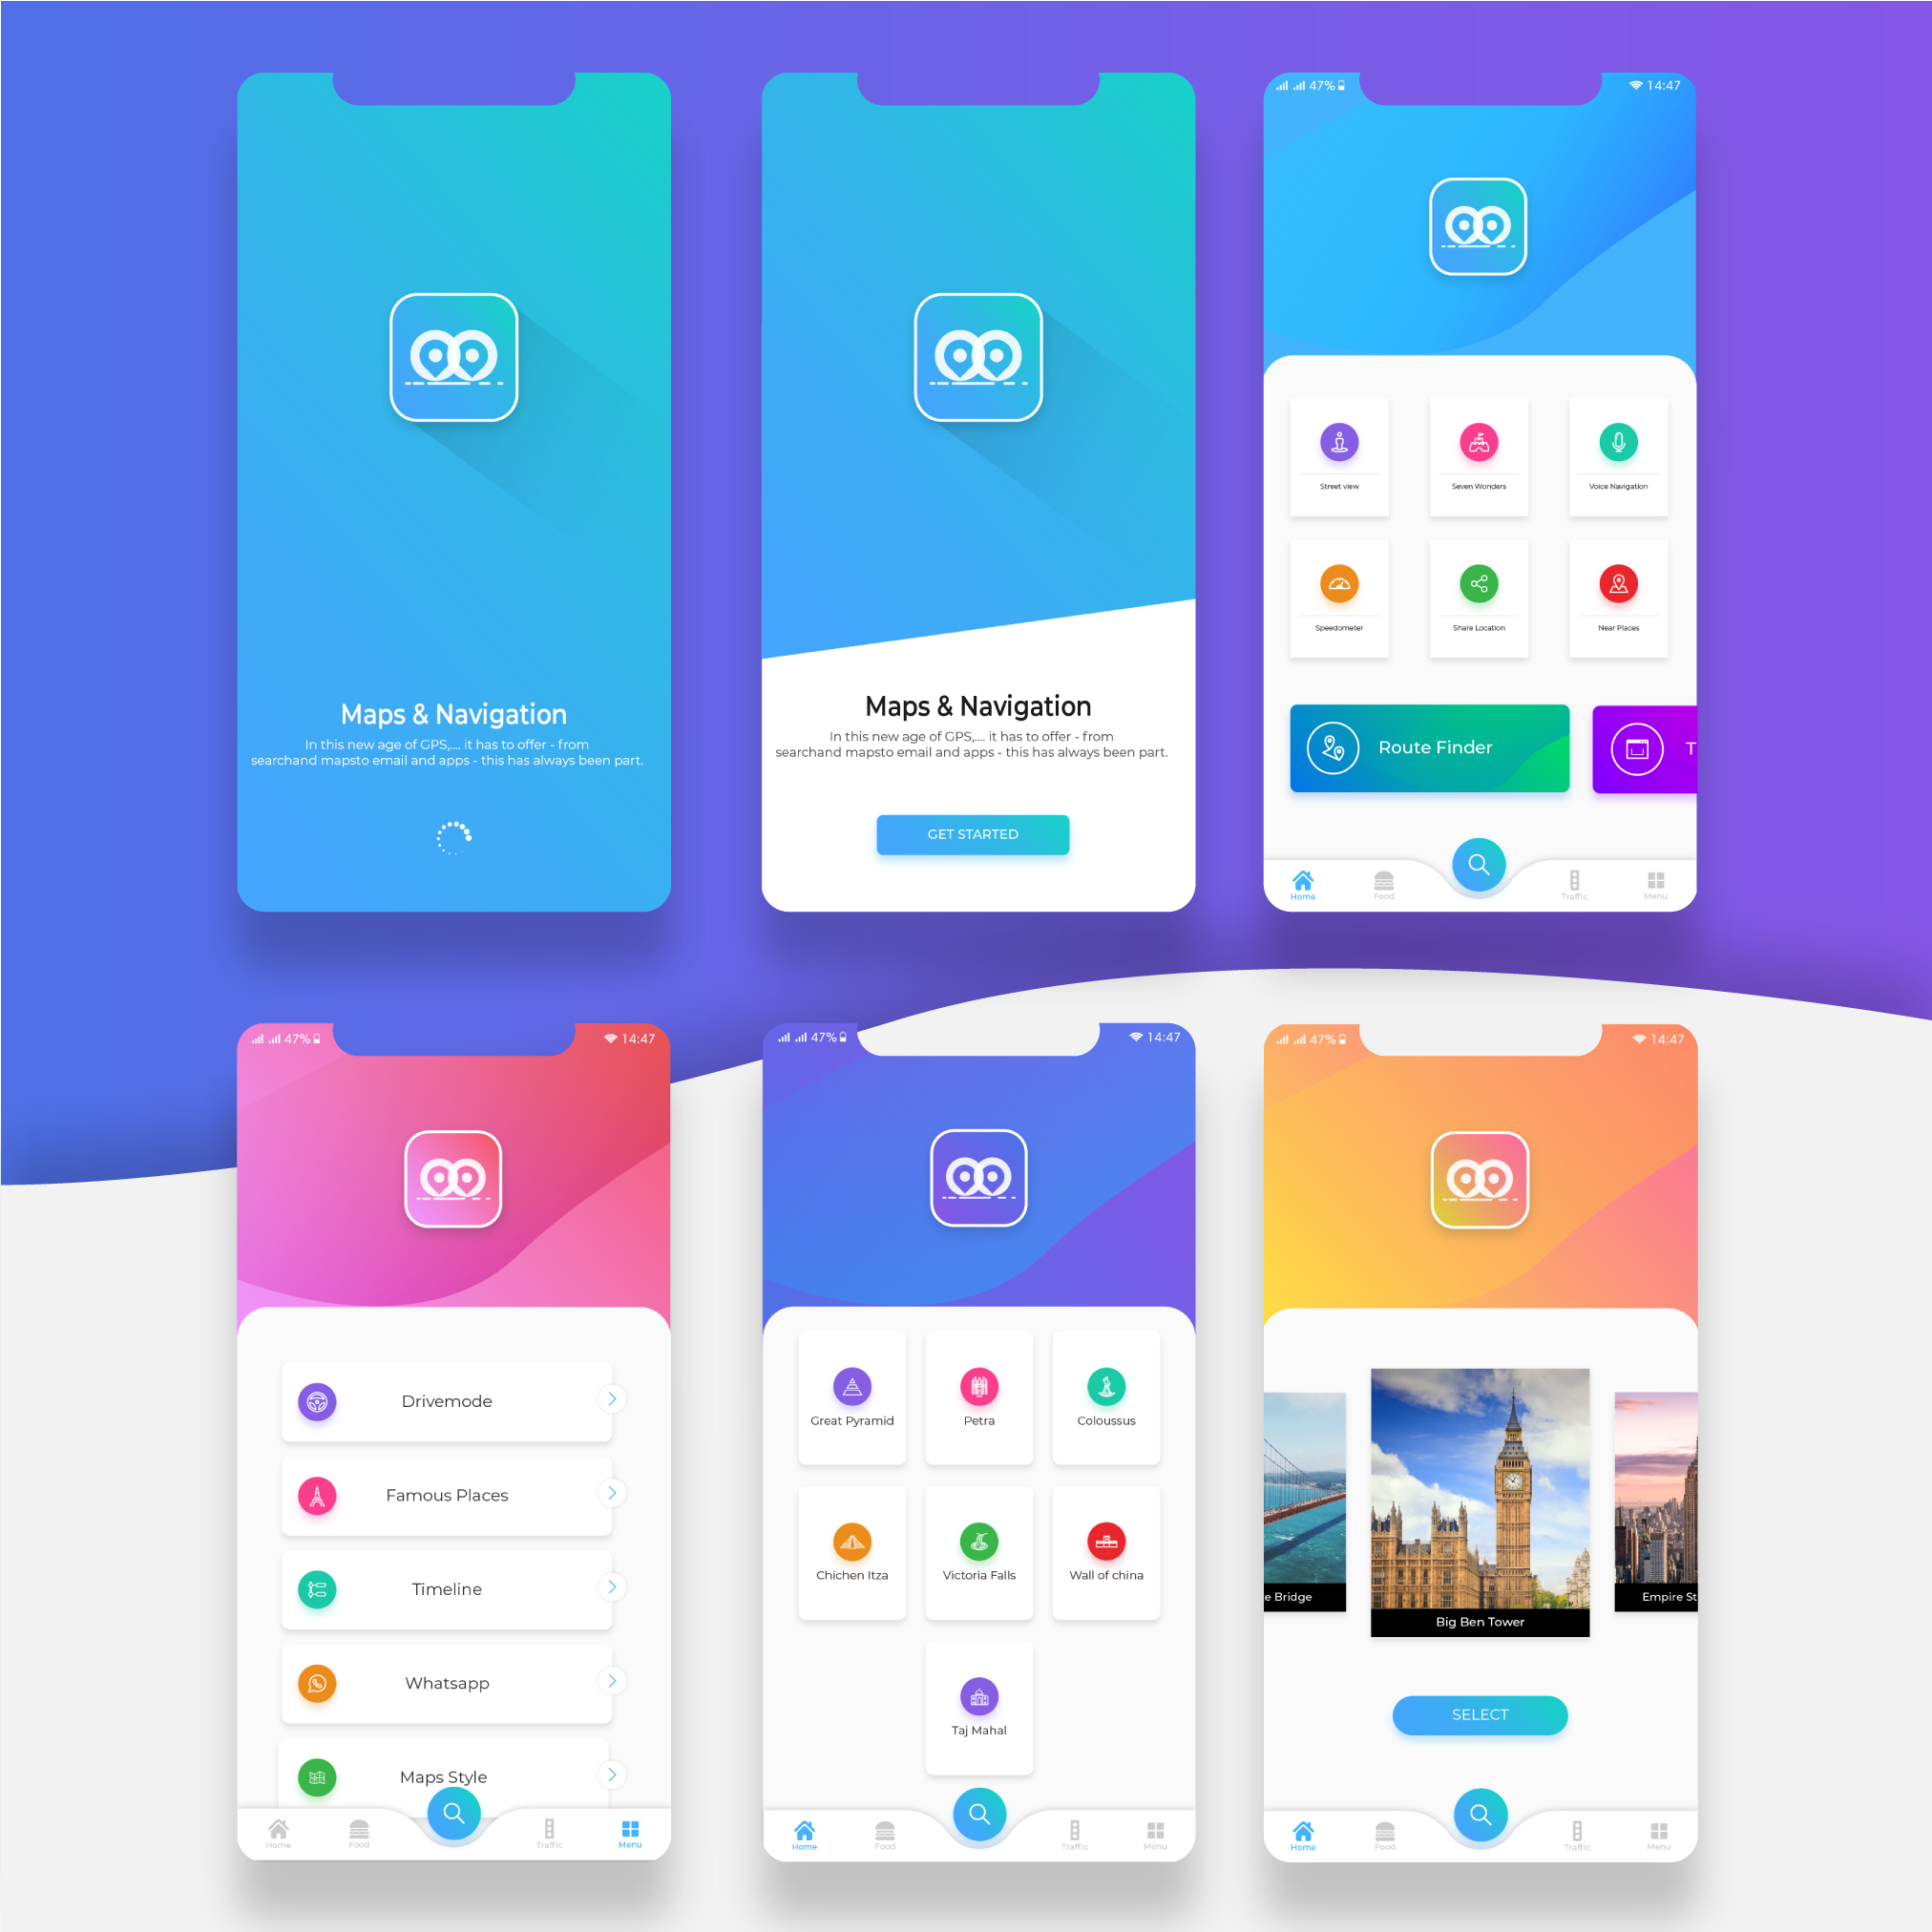 Maps & Navigation
In this new age of GPS,.... it has to offer - from
searchand mapsto email and apps - this has always been part.
Maps & Navigation
In this new age of GPS,.... it has to offer - from
searchand mapsto email and apps - this has always been part.
GET STARTED
47%
14:47
Street view
Seven Wonders
Voice Navigation
Speedometer
Share Location
Near Places
Route Finder
T
Home
Food
Traffic
Menu
47%
14:47
Drivemode
Famous Places
Timeline
Whatsapp
Maps Style
Home
Food
Traffic
Menu
47%
14:47
Great Pyramid
Petra
Coloussus
Chichen Itza
Victoria Falls
Wall of china
Taj Mahal
Home
Food
Traffic
Menu
47%
14:47
e Bridge
Big Ben Tower
Empire St
SELECT
Home
Food
Traffic
Menu